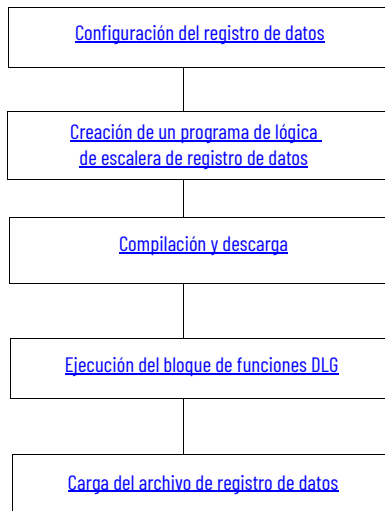 Configuración del registro de datos
Creación de un programa de lógica
de escalera de registro de datos
Compilación y descarga
Ejecución del bloque de funciones DLG
Carga del archivo de registro de datos